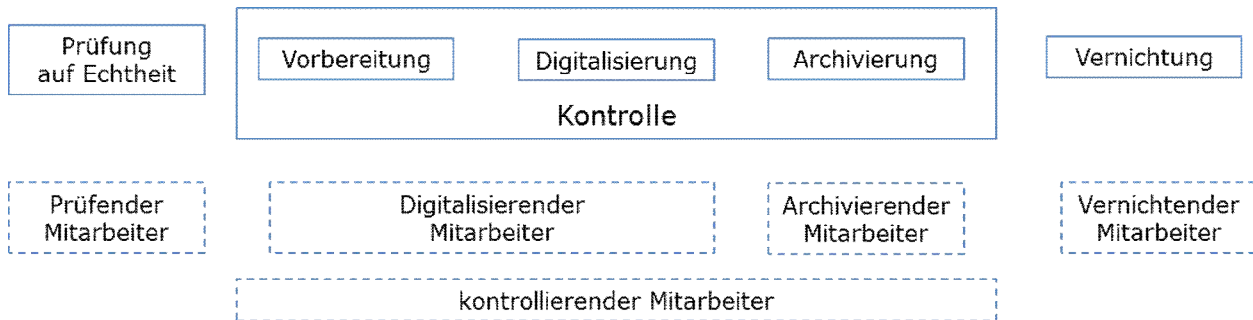 Prüfung
auf Echtheit
Vorbereitung
Digitalisierung
Archivierung
Vernichtung
Kontrolle
Prüfender
Mitarbeiter
Digitalisierender
Mitarbeiter
Archivierender
Mitarbeiter
Vernichtender
Mitarbeiter
kontrollierender Mitarbeiter